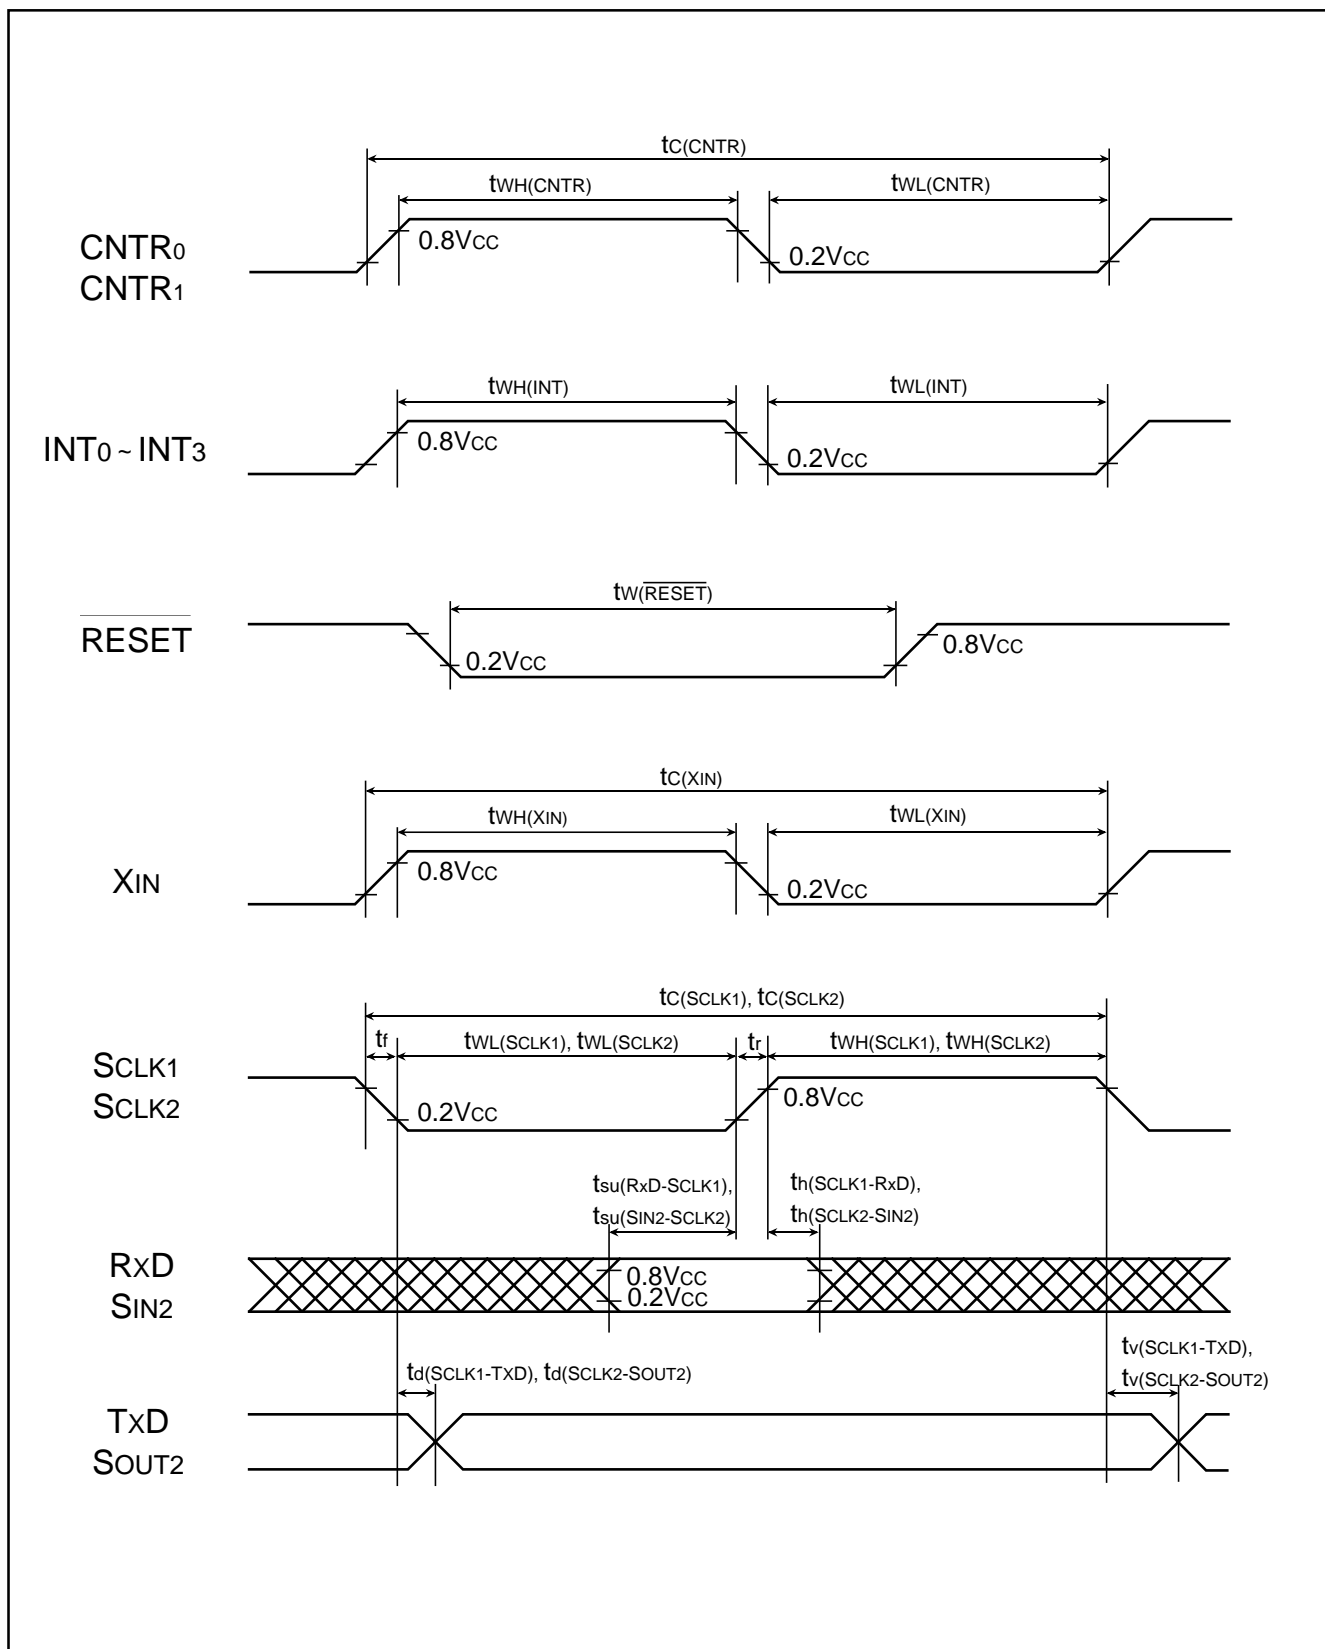 tC(CNTR)
tWH(CNTR)
tWL(CNTR)
CNTR0
CNTR1
0.8VCC
0.2VCC
tWH(INT)
tWL(INT)
INT0 ~ INT3
0.8VCC
0.2VCC
tW(RESET)
RESET
0.2VCC
0.8VCC
tC(XIN)
tWH(XIN)
tWL(XIN)
XIN
0.8VCC
0.2VCC
tC(SCLK1), tC(SCLK2)
tf
tWL(SCLK1), tWL(SCLK2)
tr
tWH(SCLK1), tWH(SCLK2)
SCLK1
SCLK2
0.2VCC
0.8VCC
tsu(RxD-SCLK1),
tsu(SIN2-SCLK2)
th(SCLK1-RxD),
th(SCLK2-SIN2)
RXD
SIN2
0.8VCC
0.2VCC
td(SCLK1-TXD), td(SCLK2-SOUT2)
tv(SCLK1-TXD),
tv(SCLK2-SOUT2)
TXD
SOUT2